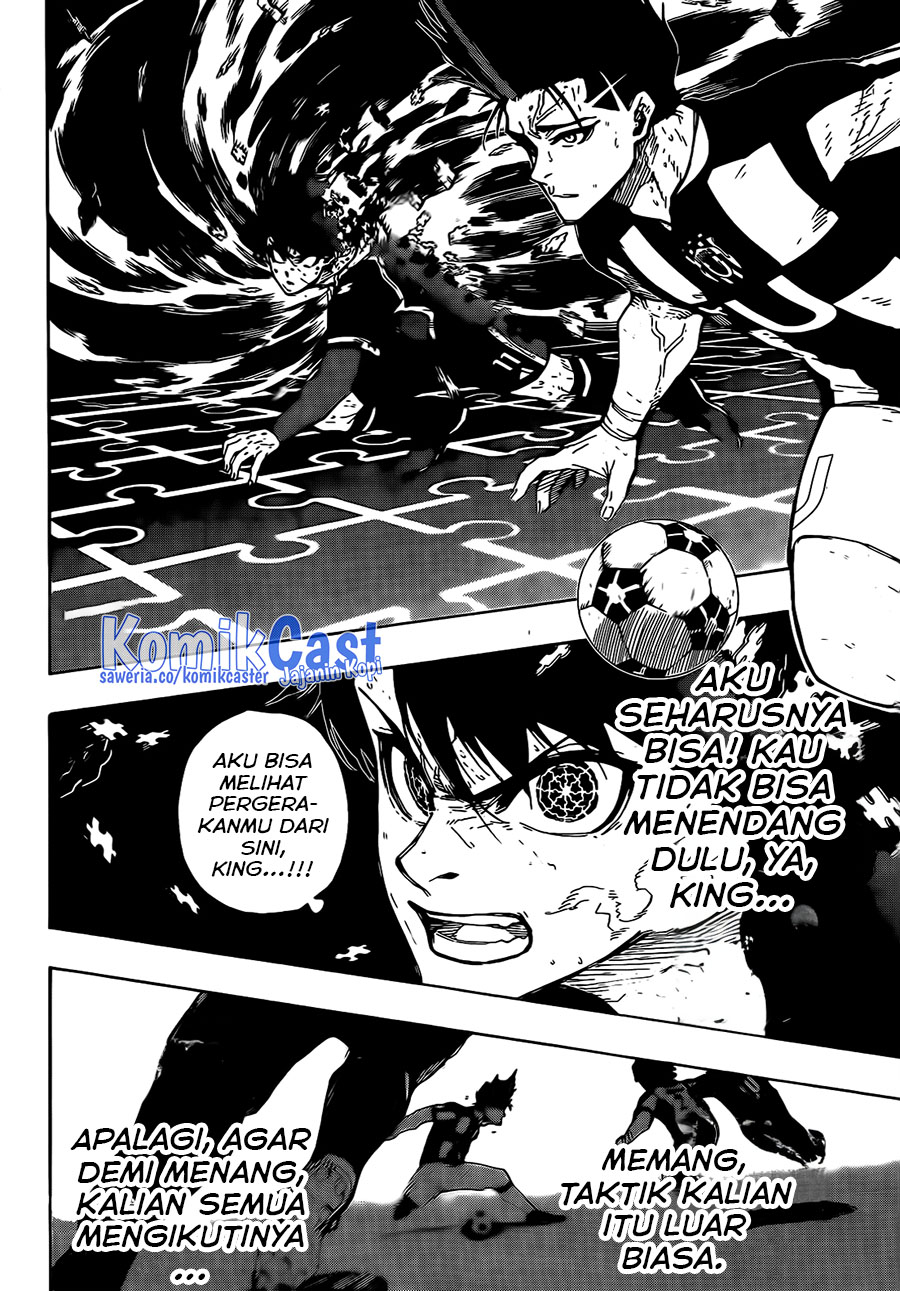 KomikCast
saweria.co/komikcaster Jajanin Kopi
AKU
SEHARUSNYA
BISA! KAU
TIDAK BISA
MENENDANG
DULU, YA,
KING...
AKU BISA
MELIHAT
PERGERA-
KANMU DARI
SINI,
KING...!!!
MEMANG,
TAKTIK KALIAN
ITU LUAR
BIASA.
APALAGI, AGAR
DEMI MENANG,
KALIAN SEMUA
MENGIKUTINYA
...